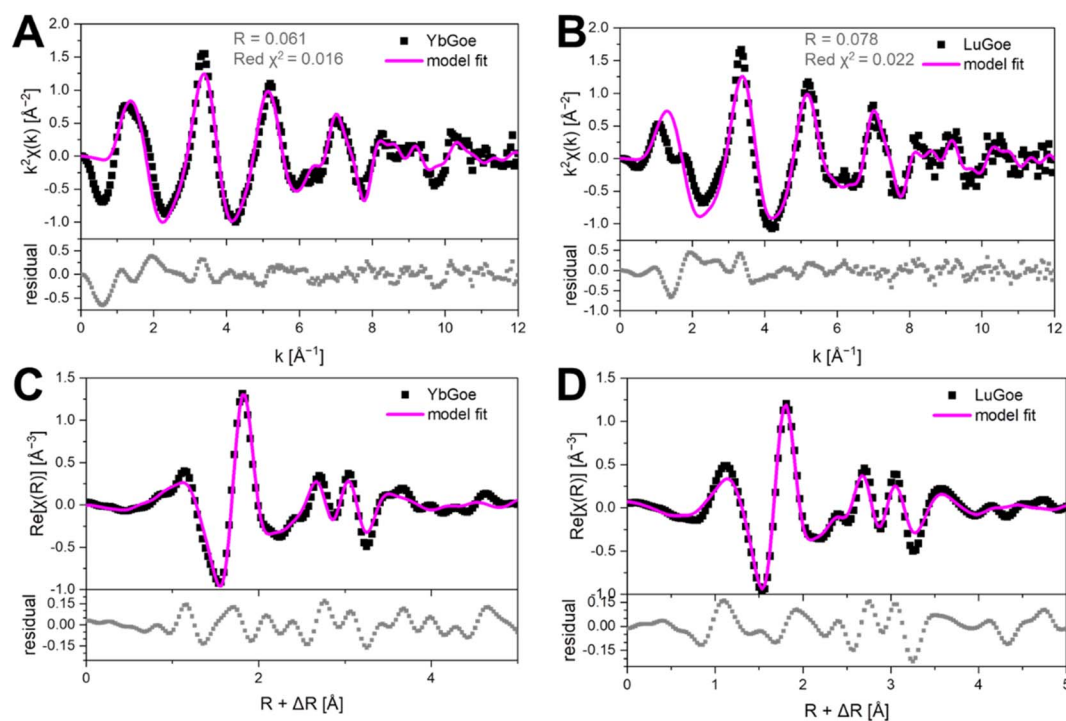 A
R = 0.061
Red χ² = 0.016
YbGoe
model fit
k²χ(k) [Å⁻²]
2.0
1.5
1.0
0.5
0.0
-0.5
-1.0
residual
0.5
0.0
-0.5
0 2 4 6 8 10 12
k [Å⁻¹]
B
R = 0.078
Red χ² = 0.022
LuGoe
model fit
k²χ(k) [Å⁻²]
2.0
1.5
1.0
0.5
0.0
-0.5
-1.0
residual
0.5
0.0
-0.5
0 2 4 6 8 10 12
k [Å⁻¹]
C
YbGoe
model fit
Re[χ(R)] [Å⁻³]
1.5
1.0
0.5
0.0
-0.5
-1.0
residual
0.15
0.00
-0.15
0 2 4
R + ΔR [Å]
D
LuGoe
model fit
Re[χ(R)] [Å⁻³]
1.5
1.0
0.5
0.0
-0.5
-1.0
residual
0.15
0.00
-0.15
0 1 2 3 4 5
R + ΔR [Å]